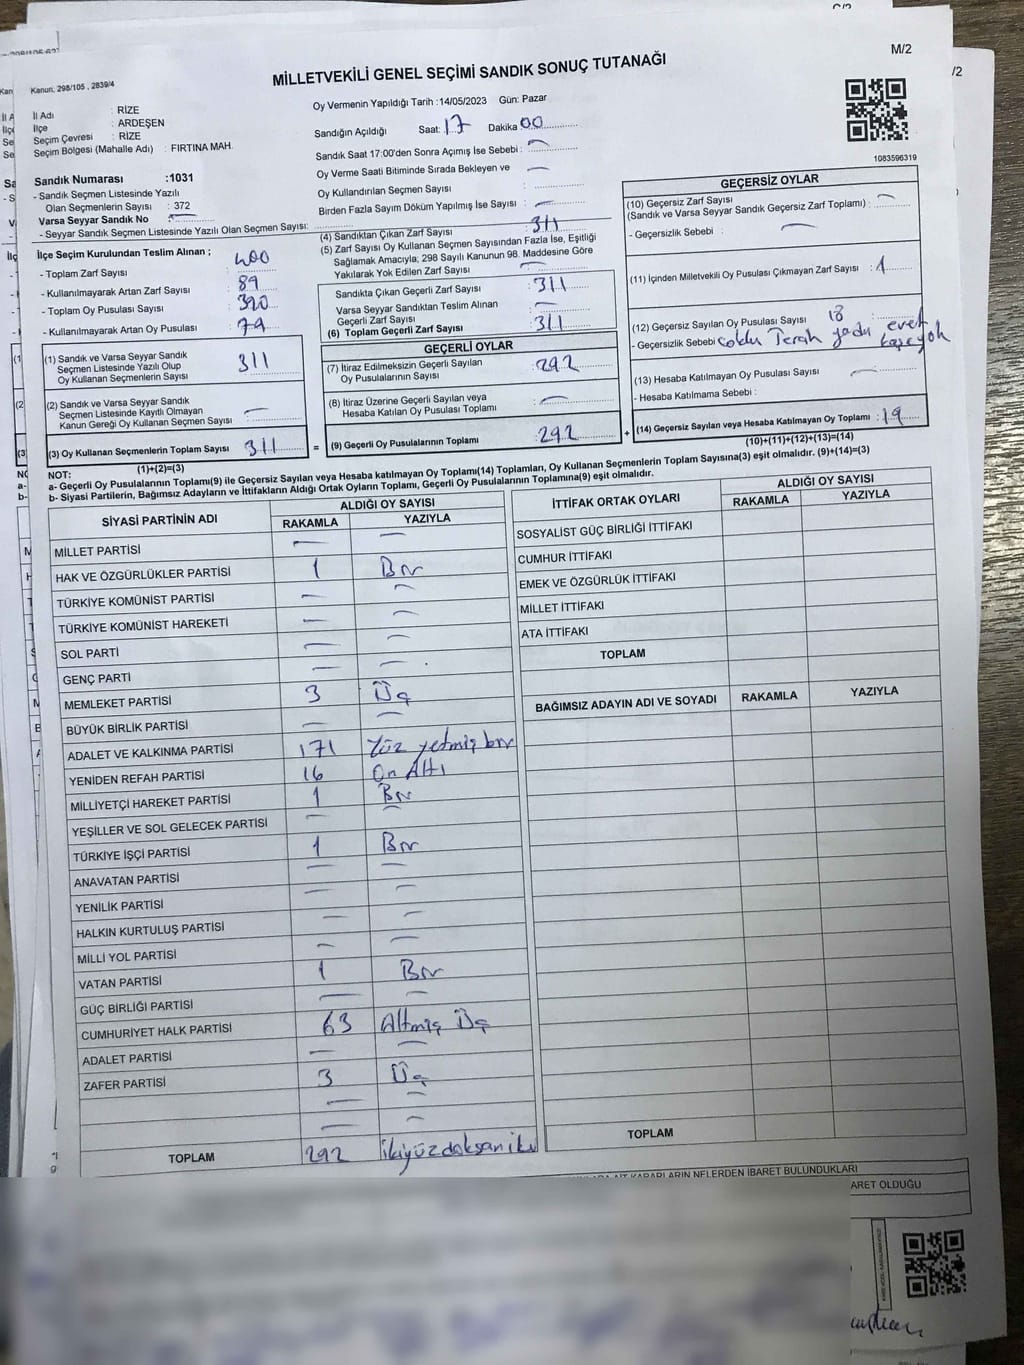 M/2
MİLLETVEKİLİ GENEL SEÇİMİ SANDIK SONUÇ TUTANAĞI
Kanun, 298/105 , 2839/4
İl Adı : RİZE
İlçe : ARDEŞEN
Seçim Çevresi : RİZE
Seçim Bölgesi (Mahalle Adı) : FIRTINA MAH.
Oy Vermenin Yapıldığı Tarih :14/05/2023 Gün: Pazar
Sandığın Açıldığı Saat: 17 Dakika 00
Sandık Saat 17:00'den Sonra Açılmış İse Sebebi : —
Oy Verme Saati Bitiminde Sırada Bekleyen ve
Oy Kullandırılan Seçmen Sayısı : —
Birden Fazla Sayım Döküm Yapılmış İse Sayısı : —
1083596319
Sandık Numarası :1031
- Sandık Seçmen Listesinde Yazılı
Olan Seçmenlerin Sayısı : 372
Varsa Seyyar Sandık No : —
- Seyyar Sandık Seçmen Listesinde Yazılı Olan Seçmen Sayısı:
İlçe Seçim Kurulundan Teslim Alınan ;
- Toplam Zarf Sayısı : 400
- Kullanılmayarak Artan Zarf Sayısı : 89
- Toplam Oy Pusulası Sayısı : 390
- Kullanılmayarak Artan Oy Pusulası : 79
(1) Sandık ve Varsa Seyyar Sandık
Seçmen Listesinde Yazılı Olup
Oy Kullanan Seçmenlerin Sayısı : 311
(2) Sandık ve Varsa Seyyar Sandık
Seçmen Listesinde Kayıtlı Olmayan
Kanun Gereği Oy Kullanan Seçmen Sayısı : —
(3) Oy Kullanan Seçmenlerin Toplam Sayısı : 311
(1)+(2)=(3)
(4) Sandıktan Çıkan Zarf Sayısı : 311
(5) Zarf Sayısı Oy Kullanan Seçmen Sayısından Fazla İse, Eşitliği
Sağlamak Amacıyla; 298 Sayılı Kanunun 98. Maddesine Göre
Yakılarak Yok Edilen Zarf Sayısı : —
Sandıkta Çıkan Geçerli Zarf Sayısı : 311
Varsa Seyyar Sandıktan Teslim Alınan
Geçerli Zarf Sayısı : —
(6) Toplam Geçerli Zarf Sayısı : 311
GEÇERLİ OYLAR
(7) İtiraz Edilmeksizin Geçerli Sayılan
Oy Pusulalarının Sayısı : 292
(8) İtiraz Üzerine Geçerli Sayılan veya
Hesaba Katılan Oy Pusulası Toplamı : —
= (9) Geçerli Oy Pusulalarının Toplamı : 292
GEÇERSİZ OYLAR
(10) Geçersiz Zarf Sayısı
(Sandık ve Varsa Seyyar Sandık Geçersiz Zarf Toplamı) : —
- Geçersizlik Sebebi : —
(11) İçinden Milletvekili Oy Pusulası Çıkmayan Zarf Sayısı : 1
(12) Geçersiz Sayılan Oy Pusulası Sayısı : 18
- Geçersizlik Sebebi evet
(13) Hesaba Katılmayan Oy Pusulası Sayısı : —
- Hesaba Katılmama Sebebi :
+ (14) Geçersiz Sayılan veya Hesaba Katılmayan Oy Toplamı : 19
(10)+(11)+(12)+(13)=(14)
NOT:
a- Geçerli Oy Pusulalarının Toplamı(9) ile Geçersiz Sayılan veya Hesaba katılmayan Oy Toplamı(14) Toplamları, Oy Kullanan Seçmenlerin Toplam Sayısına(3) eşit olmalıdır. (9)+(14)=(3)
b- Siyasi Partilerin, Bağımsız Adayların ve İttifakların Aldığı Ortak Oyların Toplamı, Geçerli Oy Pusulalarının Toplamına(9) eşit olmalıdır.
SİYASİ PARTİNİN ADI ALDIĞI OY SAYISI
RAKAMLA YAZIYLA
MİLLET PARTİSİ — —
HAK VE ÖZGÜRLÜKLER PARTİSİ 1 Bir
TÜRKİYE KOMÜNİST PARTİSİ — —
TÜRKİYE KOMÜNİST HAREKETİ — —
SOL PARTİ — —
GENÇ PARTİ — —
MEMLEKET PARTİSİ 3 Üç
BÜYÜK BİRLİK PARTİSİ — —
ADALET VE KALKINMA PARTİSİ 171 Yüz yetmiş bir
YENİDEN REFAH PARTİSİ 16 On Altı
MİLLİYETÇİ HAREKET PARTİSİ 1 Bir
YEŞİLLER VE SOL GELECEK PARTİSİ — —
TÜRKİYE İŞÇİ PARTİSİ 1 Bir
ANAVATAN PARTİSİ — —
YENİLİK PARTİSİ — —
HALKIN KURTULUŞ PARTİSİ — —
MİLLİ YOL PARTİSİ — —
VATAN PARTİSİ 1 Bir
GÜÇ BİRLİĞİ PARTİSİ — —
CUMHURİYET HALK PARTİSİ 63 Altmış Üç
ADALET PARTİSİ — —
ZAFER PARTİSİ 3 Üç
— —
— —
TOPLAM 292 ikiyüzdoksan iki
İTTİFAK ORTAK OYLARI ALDIĞI OY SAYISI
RAKAMLA YAZIYLA
SOSYALİST GÜÇ BİRLİĞİ İTTİFAKI
CUMHUR İTTİFAKI
EMEK VE ÖZGÜRLÜK İTTİFAKI
MİLLET İTTİFAKI
ATA İTTİFAKI
TOPLAM
BAĞIMSIZ ADAYIN ADI VE SOYADI RAKAMLA YAZIYLA
TOPLAM
NELERDEN İBARET BULUNDUKLARI
ARET OLDUĞU